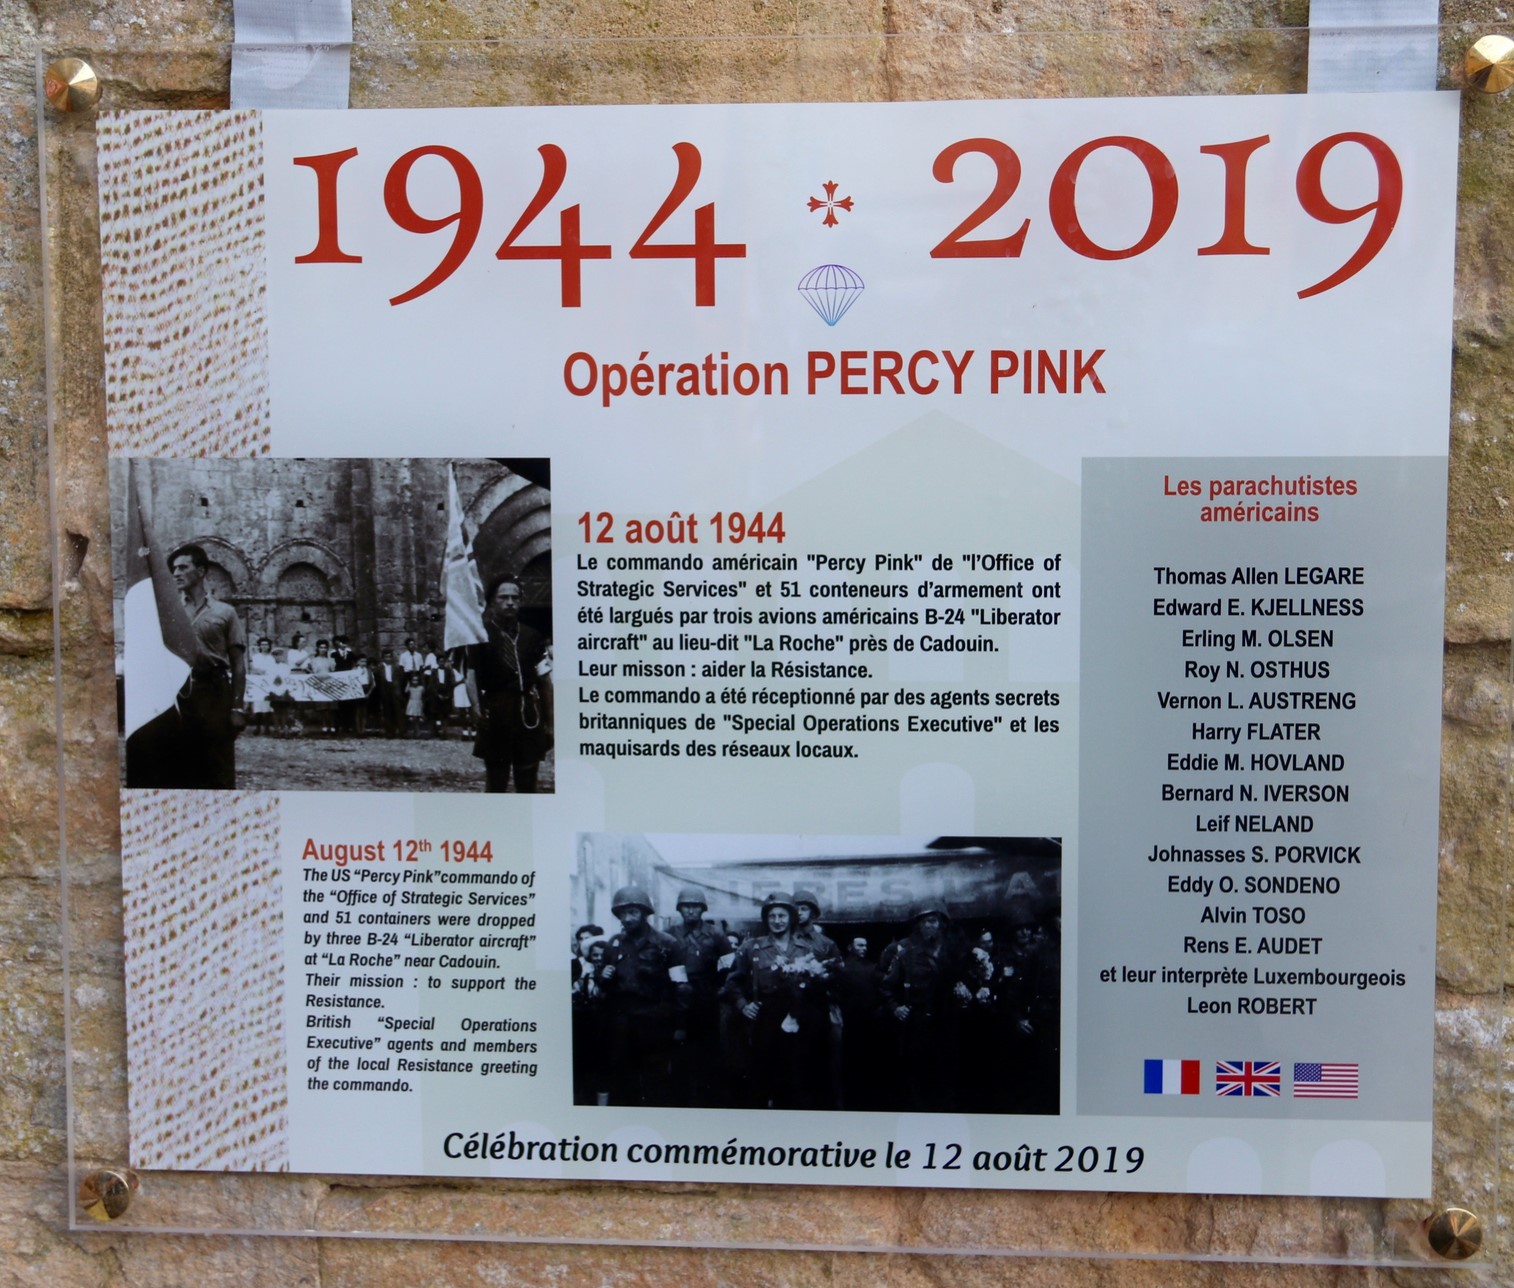 1944 2019
Opération PERCY PINK
12 août 1944
Le commando américain "Percy Pink" de "l'Office of
Strategic Services" et 51 conteneurs d'armement ont
été largués par trois avions américains B-24 "Liberator
aircraft" au lieu-dit "La Roche" près de Cadouin.
Leur misson : aider la Résistance.
Le commando a été réceptionné par des agents secrets
britanniques de "Special Operations Executive" et les
maquisards des réseaux locaux.
August 12th 1944
The US “Percy Pink”commando of
the “Office of Strategic Services”
and 51 containers were dropped
by three B-24 “Liberator aircraft”
at “La Roche” near Cadouin.
Their mission : to support the
Resistance.
British “Special Operations
Executive” agents and members
of the local Resistance greeting
the commando.
Les parachutistes
américains
Thomas Allen LEGARE
Edward E. KJELLNESS
Erling M. OLSEN
Roy N. OSTHUS
Vernon L. AUSTRENG
Harry FLATER
Eddie M. HOVLAND
Bernard N. IVERSON
Leif NELAND
Johnasses S. PORVICK
Eddy O. SONDENO
Alvin TOSO
Rens E. AUDET
et leur interprète Luxembourgeois
Leon ROBERT
Célébration commémorative le 12 août 2019